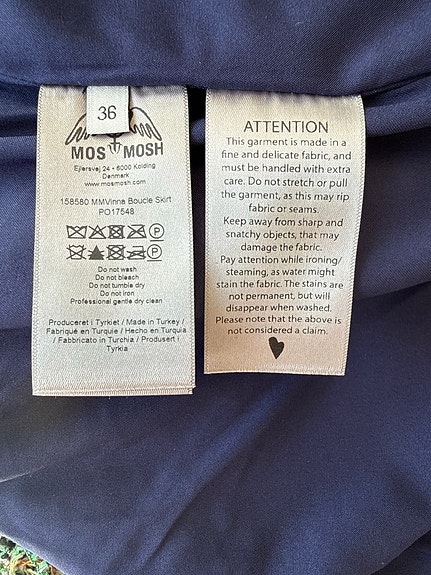 36
MOS MOSH
Ejlersvej 24 - 6000 Kolding
Denmark
www.mosmosh.com
158580 MMVinna Boucle Skirt
PO17548
Do not wash
Do not bleach
Do not tumble dry
Do not iron
Professional gentle dry clean
Produceret i Tyrkiet / Made in Turkey /
Fabriqué en Turquie / Hecho en Turquia
/ Fabbricato in Turchia / Produsert i
Tyrkia
ATTENTION
This garment is made in a
fine and delicate fabric, and
must be handled with extra
care. Do not stretch or pull
the garment, as this may rip
fabric or seams.
Keep away from sharp and
snatchy objects, that may
damage the fabric.
Pay attention while ironing/
steaming, as water might
stain the fabric. The stains are
not permanent, but will
disappear when washed.
Please note that the above is
not considered a claim.